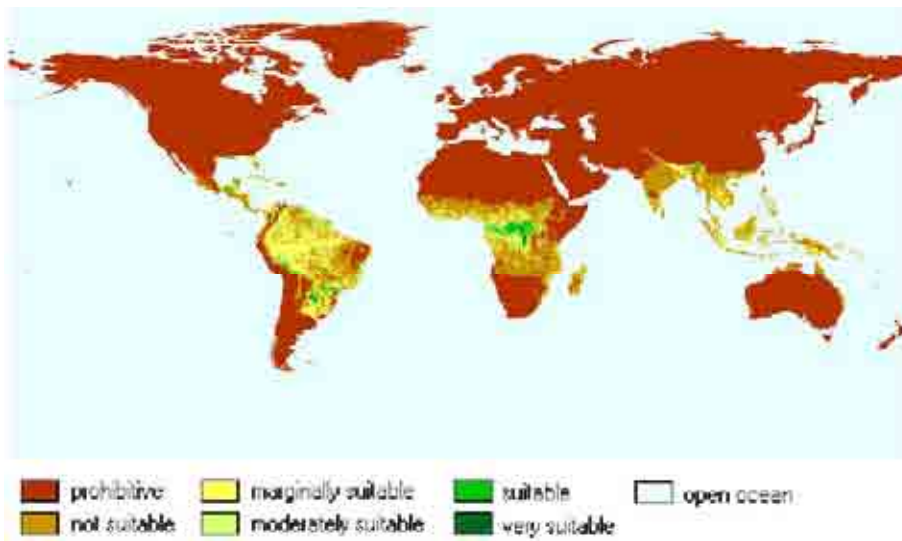 prohibitive
marginally suitable
suitable
open ocean
not suitable
moderately suitable
very suitable